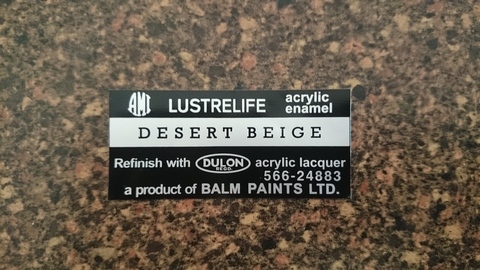 AMI LUSTRELIFE acrylic enamel
DESERT BEIGE
Refinish with DULON REGD. acrylic lacquer
566-24883
a product of BALM PAINTS LTD.